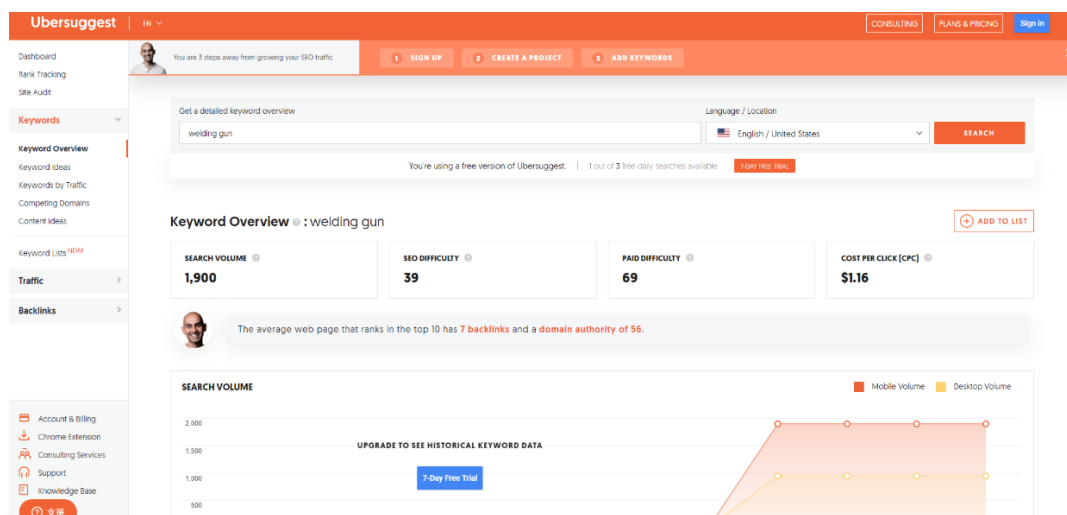 Ubersuggest
EN
CONSULTING
PLANS & PRICING
Sign in
Dashboard
Rank Tracking
Site Audit
Keywords
Keyword Overview
Keyword Ideas
Keywords by Traffic
Competing Domains
Content Ideas
Keyword Lists NEW!
Traffic
Backlinks
Account & Billing
Chrome Extension
Consulting Services
Support
Knowledge Base
支援
You are 3 steps away from growing your SEO traffic
1 SIGN UP
2 CREATE A PROJECT
3 ADD KEYWORDS
Get a detailed keyword overview
Language / Location
welding gun
English / United States
SEARCH
You're using a free version of Ubersuggest. | 1 out of 3 free daily searches available
7-DAY FREE TRIAL
Keyword Overview : welding gun
ADD TO LIST
SEARCH VOLUME
1,900
SEO DIFFICULTY
39
PAID DIFFICULTY
69
COST PER CLICK (CPC)
$1.16
The average web page that ranks in the top 10 has 7 backlinks and a domain authority of 56.
SEARCH VOLUME
Mobile Volume
Desktop Volume
2,000
1,500
1,000
500
UPGRADE TO SEE HISTORICAL KEYWORD DATA
7-Day Free Trial